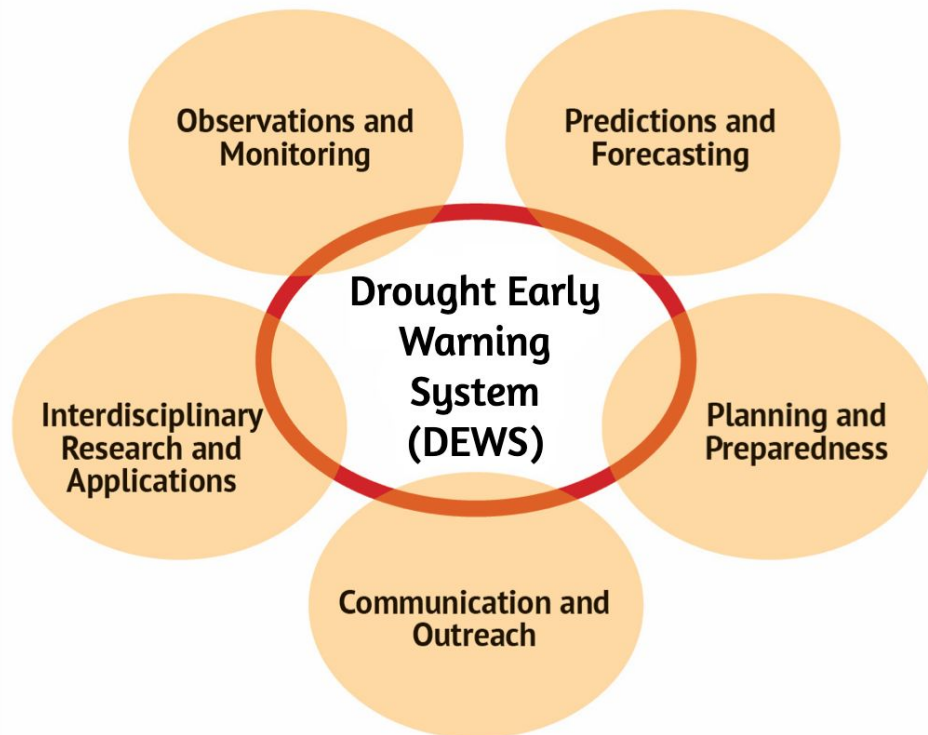 Observations and
Monitoring
Predictions and
Forecasting
Drought Early
Warning
System
(DEWS)
Interdisciplinary
Research and
Applications
Planning and
Preparedness
Communication and
Outreach